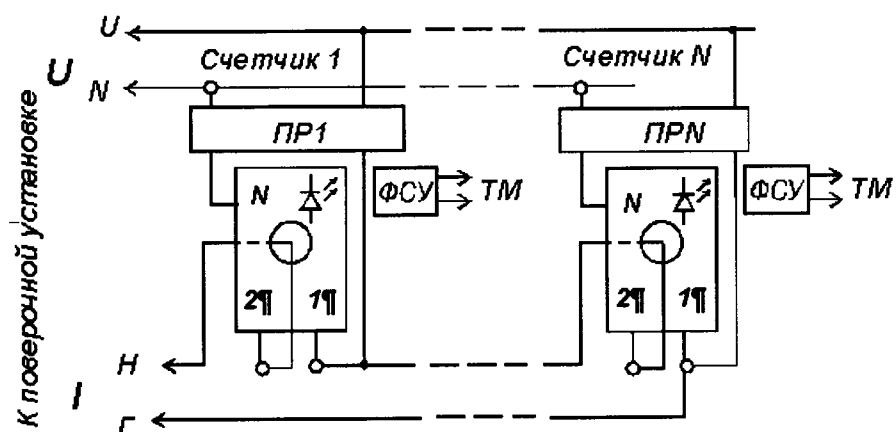 U
Счетчик 1
Счетчик N
U
N
ПР1
ПРN
N
ФСУ
ТМ
N
ФСУ
ТМ
2¶
1¶
2¶
1¶
Н
I
Г
К поверочной установке